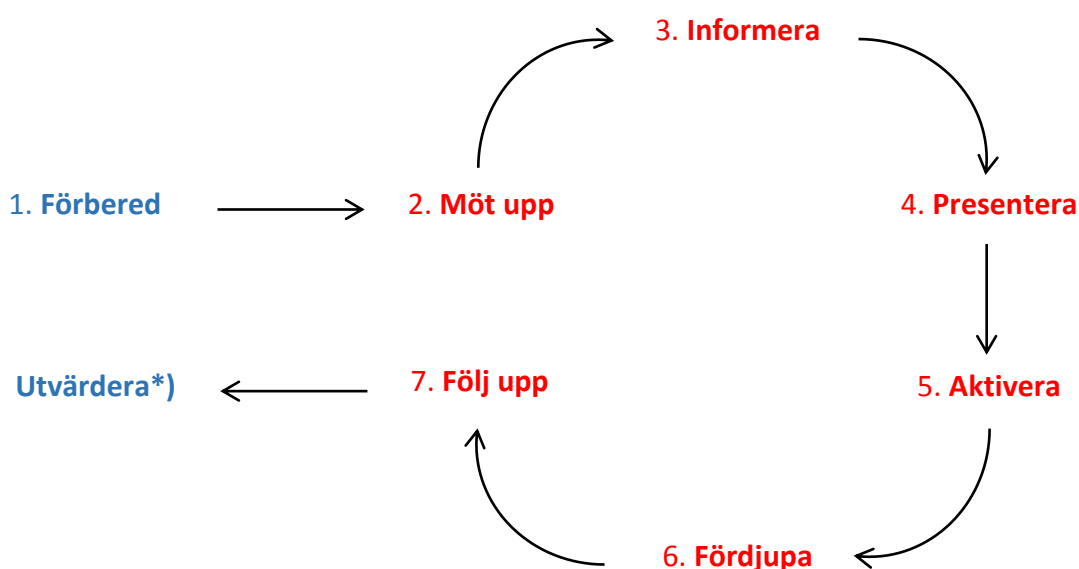 3. Informera
1. Förbered
2. Möt upp
4. Presentera
Utvärdera*)
7. Följ upp
5. Aktivera
6. Fördjupa